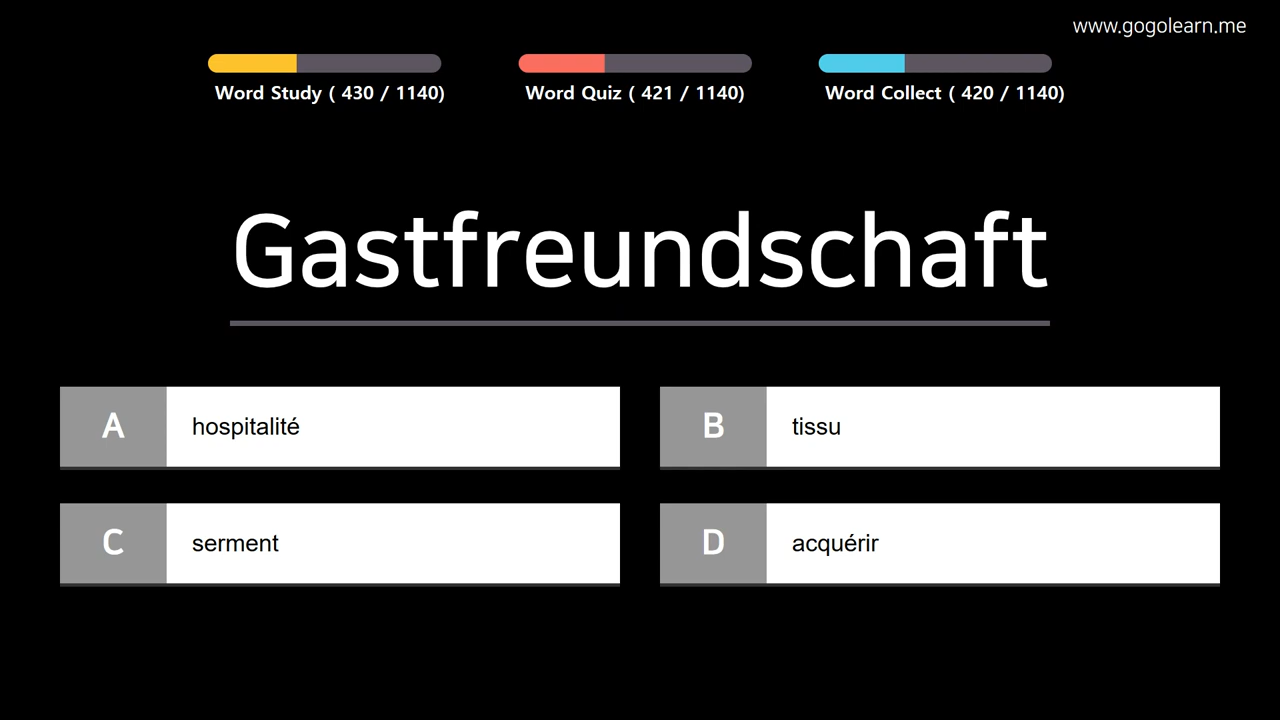 www.gogolearn.me
Word Study ( 430 / 1140)
Word Quiz ( 421 / 1140)
Word Collect ( 420 / 1140)
Gastfreundschaft
A hospitalité
B tissu
C serment
D acquérir